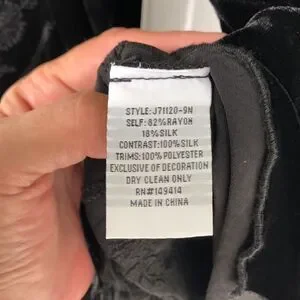 STYLE:J71120-9N
SELF: 82%RAYON
18%SILK
CONTRAST:100%SILK
TRIMS:100%POLYESTER
EXCLUSIVE OF DECORATION
DRY CLEAN ONLY
RN#149414
MADE IN CHINA